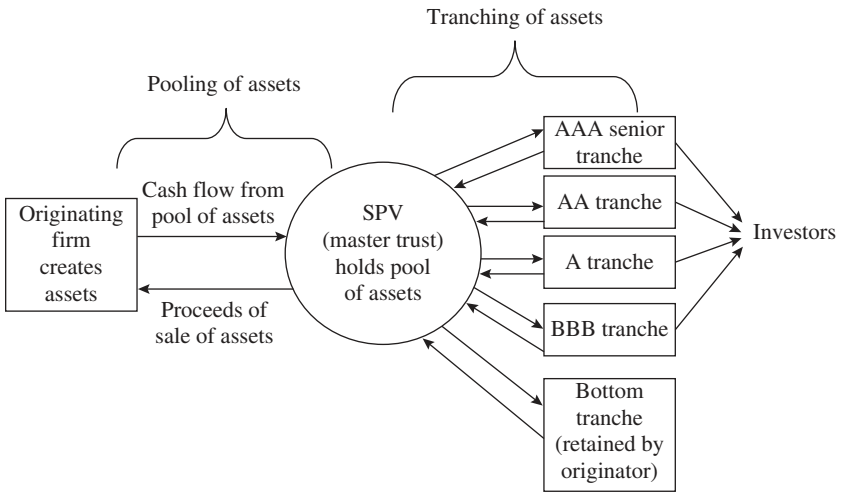 Tranching of assets
Pooling of assets
Originating
firm
creates
assets
Cash flow from
pool of assets
Proceeds of
sale of assets
SPV
(master trust)
holds pool
of assets
AAA senior
tranche
AA tranche
A tranche
BBB tranche
Bottom
tranche
(retained by
originator)
Investors